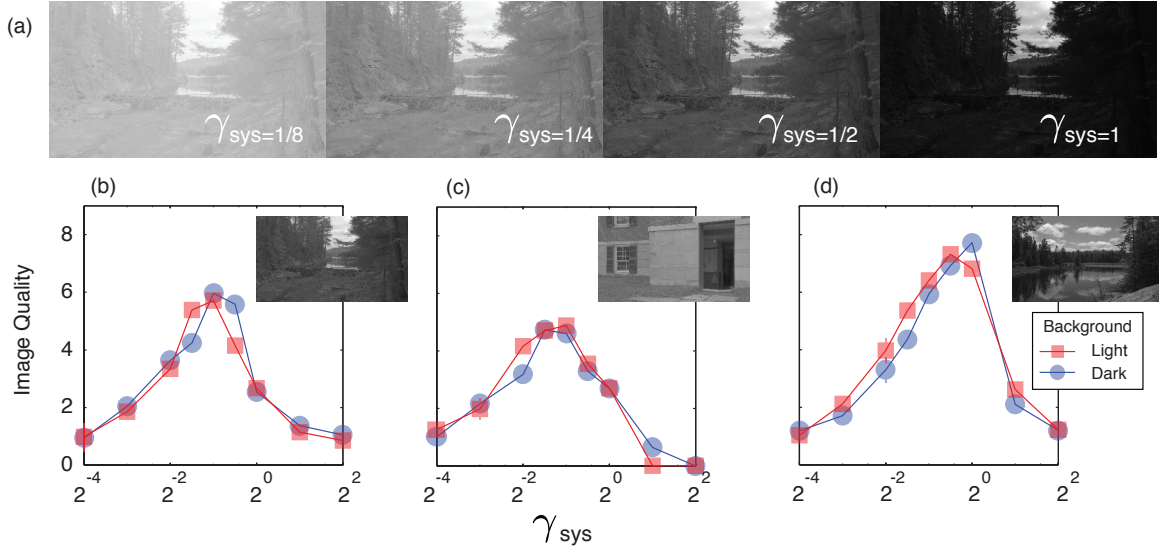 (a)
γsys=1/8
γsys=1/4
γsys=1/2
γsys=1
(b)
(c)
(d)
Image Quality
8
6
4
2
0
2^-4 2^-2 2^0 2^2
2^-4 2^-2 2^0 2^2
2^-4 2^-2 2^0 2^2
Background
Light
Dark
γsys